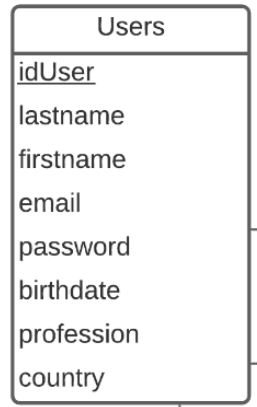 Users
idUser
lastname
firstname
email
password
birthdate
profession
country